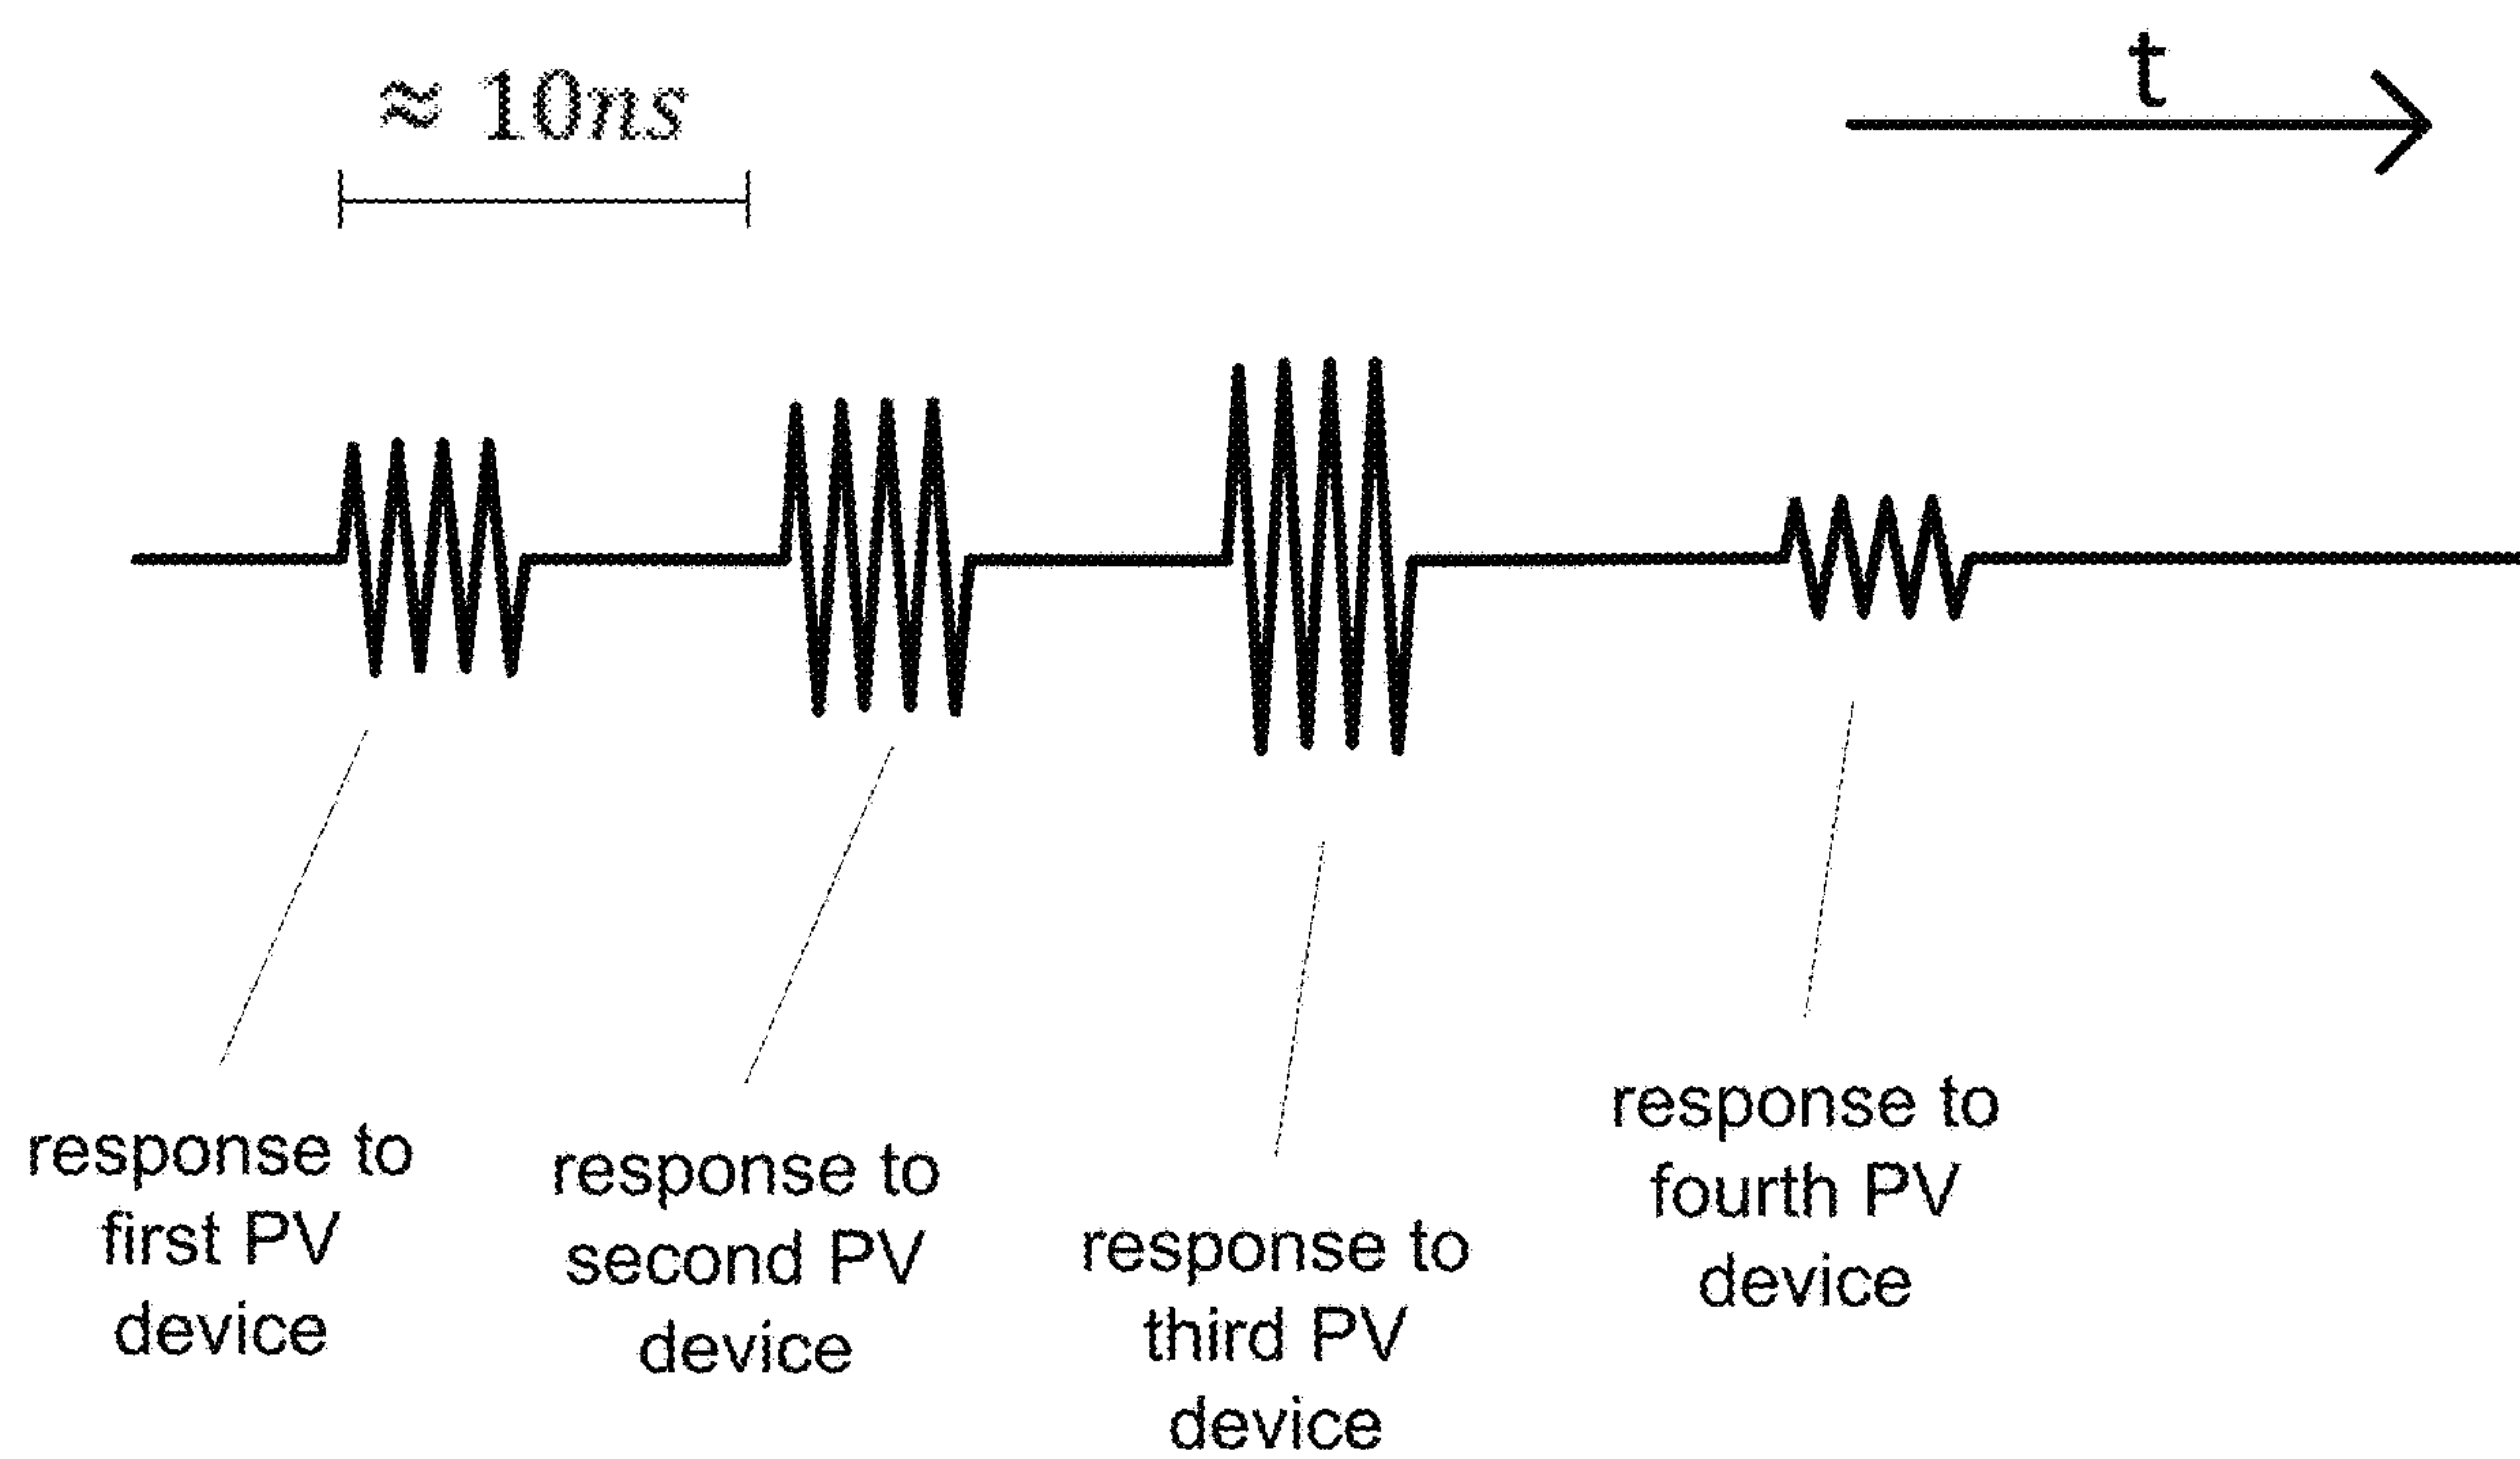 ≈ 10ns
t
response to
first PV
device
response to
second PV
device
response to
third PV
device
response to
fourth PV
device